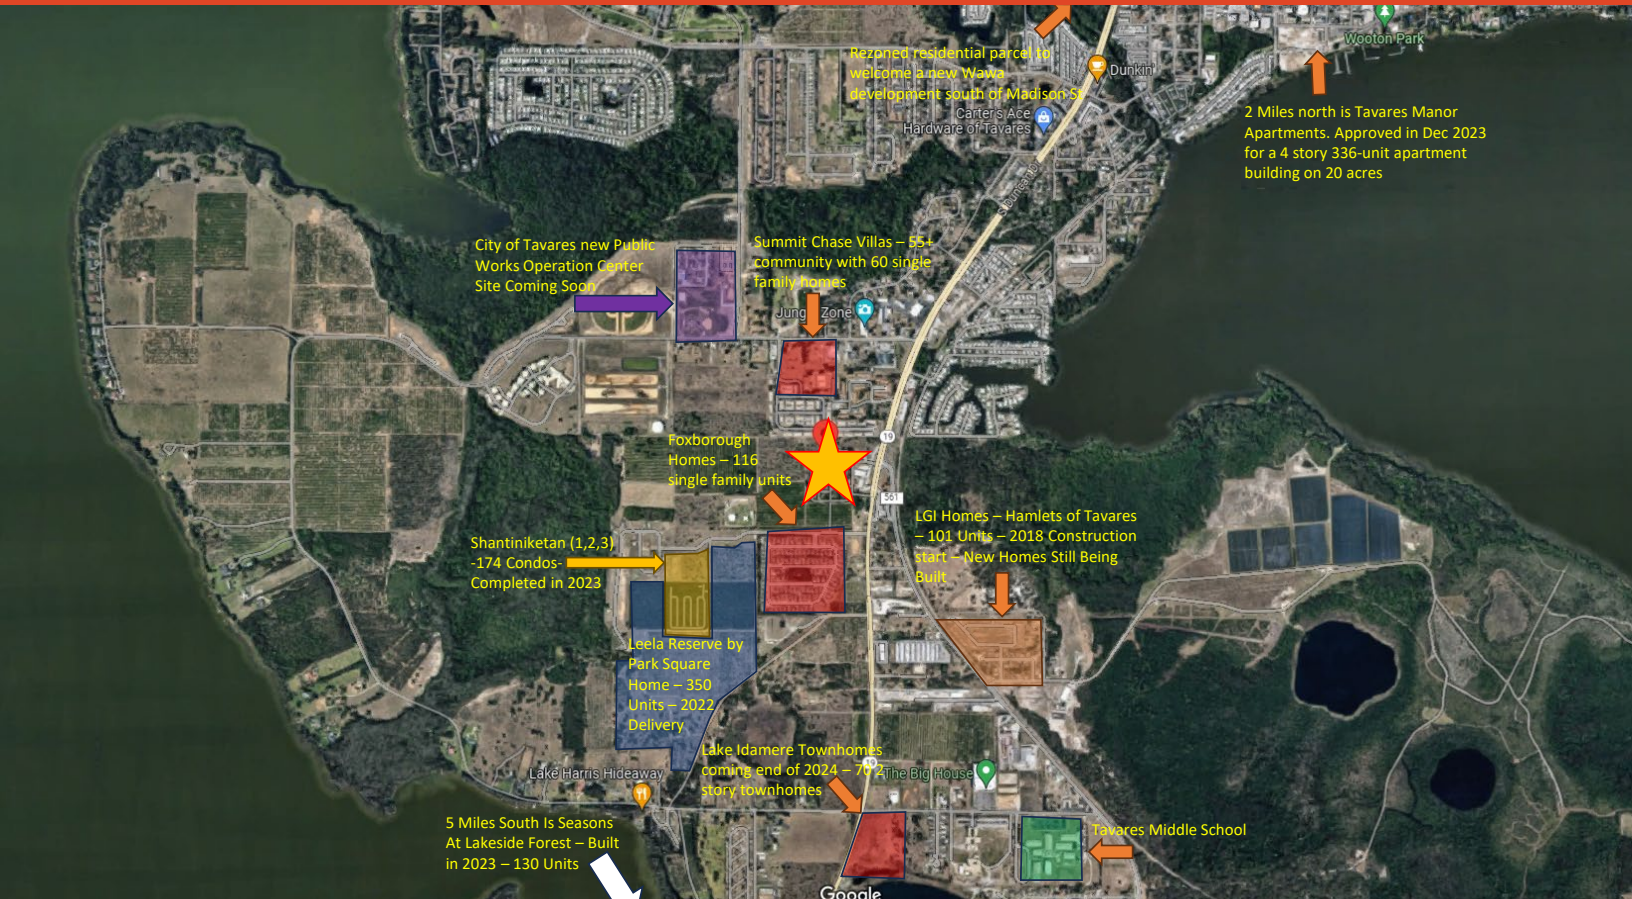 Wooton Park
Rezoned residential parcel to
welcome a new Wawa
development south of Madison St
Dunkin'
Carter's Ace
Hardware of Tavares
2 Miles north is Tavares Manor
Apartments. Approved in Dec 2023
for a 4 story 336-unit apartment
building on 20 acres
City of Tavares new Public
Works Operation Center
Site Coming Soon
Summit Chase Villas – 55+
community with 60 single
family homes
Zone
19
Foxborough
Homes – 116
single family units
561
LGI Homes – Hamlets of Tavares
– 101 Units – 2018 Construction
start – New Homes Still Being
Built
Shantiniketan (1,2,3)
-174 Condos-
Completed in 2023
Leela Reserve by
Park Square
Home – 350
Units – 2022
Delivery
Lake Idamere Townhomes
coming end of 2024 – 70 2
story townhomes
19
The Big House
Lake Harris Hideaway
5 Miles South Is Seasons
At Lakeside Forest – Built
in 2023 – 130 Units
Tavares Middle School
Google